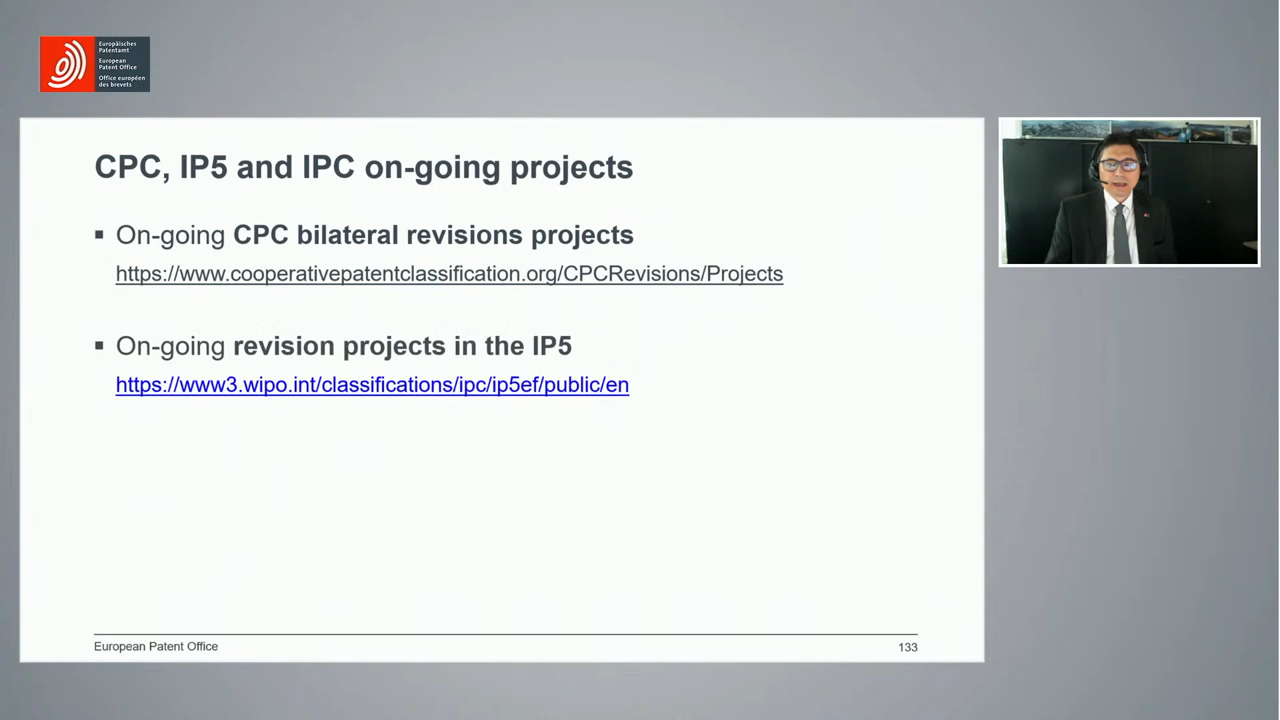 Europäisches
Patentamt
European
Patent Office
Office européen
des brevets
CPC, IP5 and IPC on-going projects
▪ On-going CPC bilateral revisions projects
https://www.cooperativepatentclassification.org/CPCRevisions/Projects
▪ On-going revision projects in the IP5
https://www3.wipo.int/classifications/ipc/ip5ef/public/en
European Patent Office
133